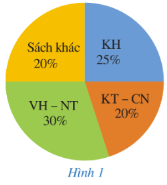 Sách khác
20%
KH
25%
VH – NT
30%
KT – CN
20%
Hình 1